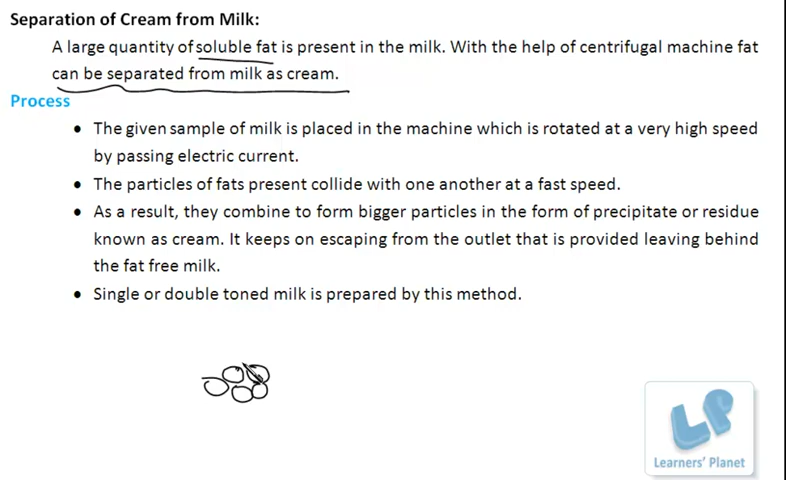 Separation of Cream from Milk:
A large quantity of soluble fat is present in the milk. With the help of centrifugal machine fat
can be separated from milk as cream.
Process
• The given sample of milk is placed in the machine which is rotated at a very high speed
by passing electric current.
• The particles of fats present collide with one another at a fast speed.
• As a result, they combine to form bigger particles in the form of precipitate or residue
known as cream. It keeps on escaping from the outlet that is provided leaving behind
the fat free milk.
• Single or double toned milk is prepared by this method.
LP
Learners' Planet